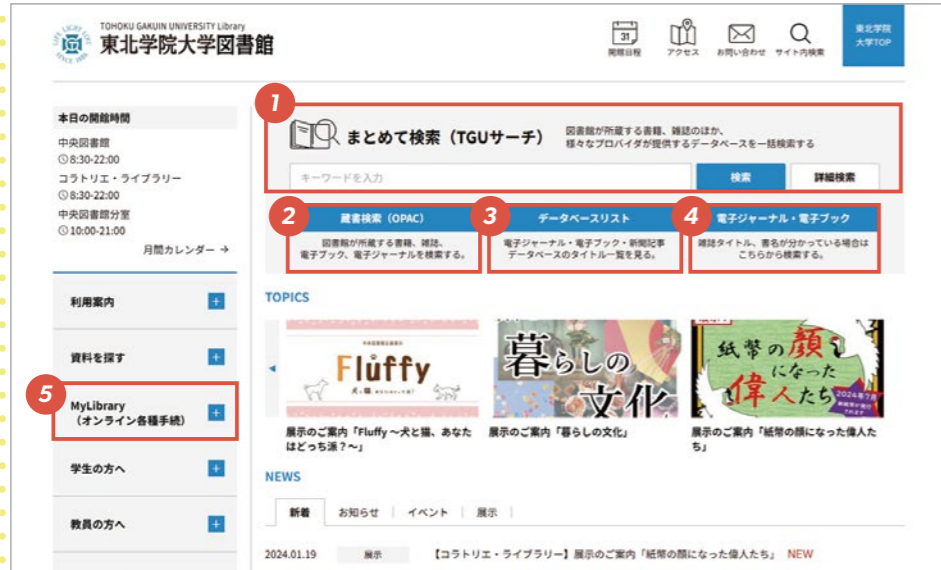 TOHOKU GAKUIN UNIVERSITY Library
東北学院大学図書館
31
開館日程
アクセス
お問い合わせ
サイト内検索
東北学院
大学TOP
本日の開館時間
中央図書館
8:30-22:00
コラトリエ・ライブラリー
8:30-22:00
中央図書館分室
10:00-21:00
月間カレンダー →
利用案内
資料を探す
5
MyLibrary
(オンライン各種手続)
学生の方へ
教員の方へ
1
まとめて検索(TGUサーチ)
図書館が所蔵する書籍、雑誌のほか、
様々なプロバイダが提供するデータベースを一括検索する
キーワードを入力
検索
詳細検索
2
蔵書検索(OPAC)
図書館が所蔵する書籍、雑誌、
電子ブック、電子ジャーナルを検索する。
3
データベースリスト
電子ジャーナル・電子ブック・新聞記事
データベースのタイトル一覧を見る。
4
電子ジャーナル・電子ブック
雑誌タイトル、書名が分かっている場合は
こちらから検索する。
TOPICS
Fluffy
暮らしの
文化
紙幣の顔に
になった
偉人たち
2024年7月
展示のご案内「Fluffy ~犬と猫、あなた
はどっち派?~」
展示のご案内「暮らしの文化」
展示のご案内「紙幣の顔になった偉人た
ち」
NEWS
新着
お知らせ
イベント
展示
2024.01.19 展示 【コラトリエ・ライブラリー】展示のご案内「紙幣の顔になった偉人たち」 NEW